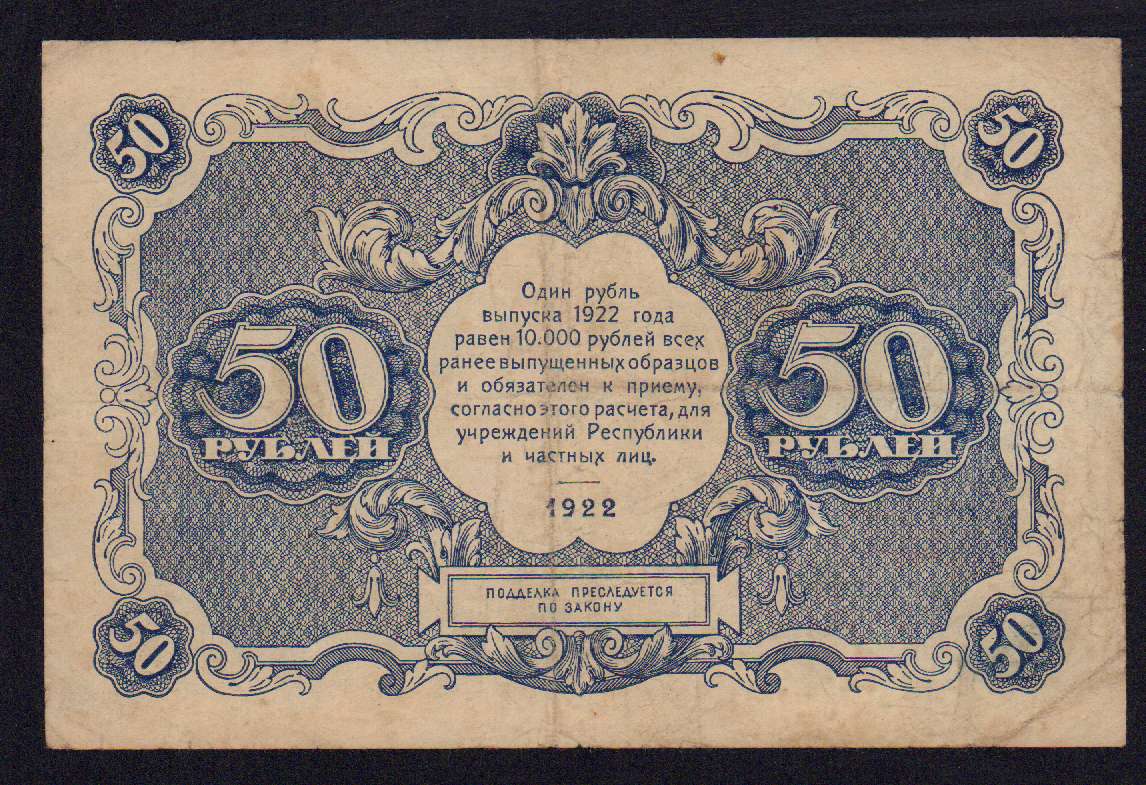 50
50
Один рубль
выпуска 1922 года
равен 10.000 рублей всех
ранее выпущенных образцов
и обязателен к приему,
согласно этого расчета, для
учреждений Республики
и частных лиц.
1922
50
РУБЛЕЙ
50
РУБЛЕЙ
ПОДДЕЛКА ПРЕСЛЕДУЕТСЯ
ПО ЗАКОНУ
50
50